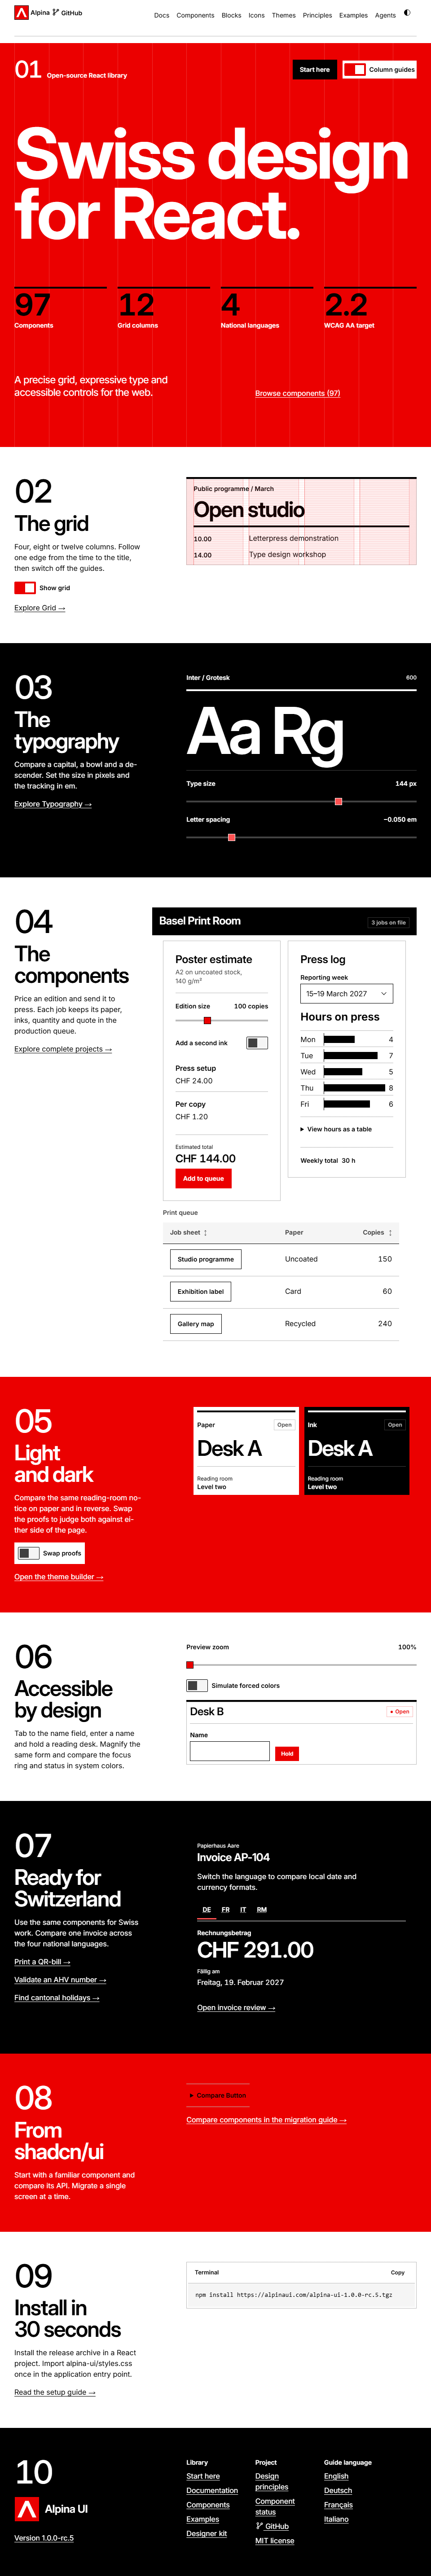 Alpina GitHub Docs Components Blocks Icons Themes Principles Examples Agents
01 Open-source React library
Start here
Column guides
Swiss design
for React.
97
Components
12
Grid columns
4
National languages
2.2
WCAG AA target
A precise grid, expressive type and
accessible controls for the web.
Browse components (97)
02
The grid
Four, eight or twelve columns. Follow
one edge from the time to the title,
then switch off the guides.
Show grid
Explore Grid →
Public programme / March
Open studio
10.00 Letterpress demonstration
14.00 Type design workshop
03
The
typography
Compare a capital, a bowl and a de-
scender. Set the size in pixels and
the tracking in em.
Explore Typography →
Inter / Grotesk 600
Aa Rg
Type size 144 px
Letter spacing −0.050 em
04
The
components
Price an edition and send it to
press. Each job keeps its paper,
inks, quantity and quote in the
production queue.
Explore complete projects →
Basel Print Room 3 jobs on file
Poster estimate
A2 on uncoated stock,
140 g/m²
Edition size 100 copies
Add a second ink
Press setup
CHF 24.00
Per copy
CHF 1.20
Estimated total
CHF 144.00
Add to queue
Press log
Reporting week
15–19 March 2027
Hours on press
Mon 4
Tue 7
Wed 5
Thu 8
Fri 6
View hours as a table
Weekly total 30 h
Print queue
Job sheet Paper Copies
Studio programme Uncoated 150
Exhibition label Card 60
Gallery map Recycled 240
05
Light
and dark
Compare the same reading-room no-
tice on paper and in reverse. Swap
the proofs to judge both against ei-
ther side of the page.
Swap proofs
Open the theme builder →
Paper Open
Desk A
Reading room
Level two
Ink Open
Desk A
Reading room
Level two
06
Accessible
by design
Tab to the name field, enter a name
and hold a reading desk. Magnify the
same form and compare the focus
ring and status in system colors.
Preview zoom 100%
Simulate forced colors
Desk B Open
Name
Hold
07
Ready for
Switzerland
Use the same components for Swiss
work. Compare one invoice across
the four national languages.
Print a QR-bill →
Validate an AHV number →
Find cantonal holidays →
Papierhaus Aare
Invoice AP-104
Switch the language to compare local date and
currency formats.
DE FR IT RM
Rechnungsbetrag
CHF 291.00
Fällig am
Freitag, 19. Februar 2027
Open invoice review →
08
From
shadcn/ui
Start with a familiar component and
compare its API. Migrate a single
screen at a time.
Compare Button
Compare components in the migration guide →
09
Install in
30 seconds
Install the release archive in a React
project. Import alpina-ui/styles.css
once in the application entry point.
Read the setup guide →
Terminal Copy
npm install https://alpinaui.com/alpina-ui-1.0.0-rc.5.tgz
10
Alpina UI
Version 1.0.0-rc.5
Library
Start here
Documentation
Components
Examples
Designer kit
Project
Design
principles
Component
status
GitHub
MIT license
Guide language
English
Deutsch
Français
Italiano